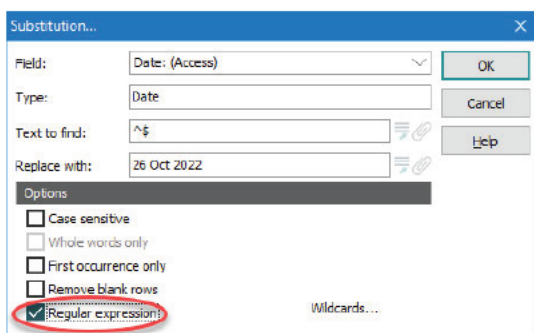 Substitution...
Field: Date: (Access) OK
Type: Date Cancel
Text to find: ^$ Help
Replace with: 26 Oct 2022
Options
Case sensitive
Whole words only
First occurrence only
Remove blank rows
Regular expression Wildcards...